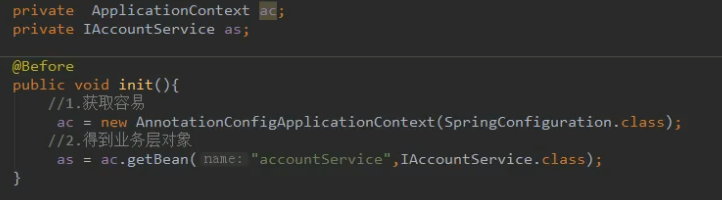 private  ApplicationContext ac;
private IAccountService as;
@Before
public void init(){
//1.获取容易
ac = new AnnotationConfigApplicationContext(SpringConfiguration.class);
//2.得到业务层对象
as = ac.getBean( name: "accountService",IAccountService.class);
}